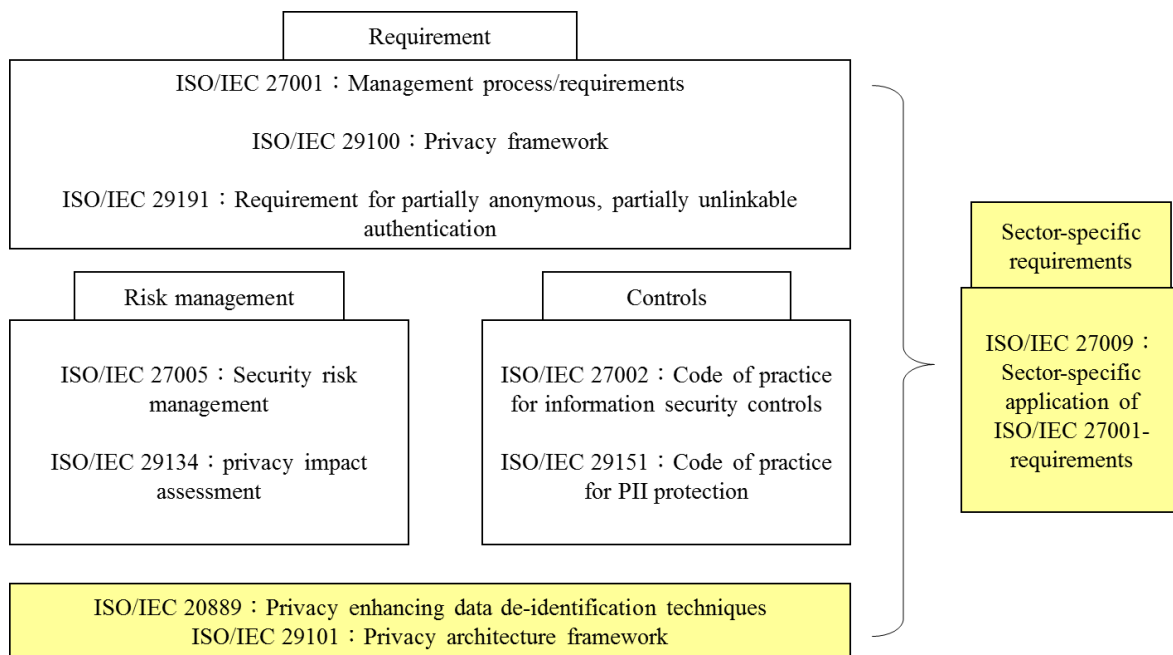 Requirement
ISO/IEC 27001：Management process/requirements
ISO/IEC 29100：Privacy framework
ISO/IEC 29191：Requirement for partially anonymous, partially unlinkable
authentication
Risk management
ISO/IEC 27005：Security risk
management
ISO/IEC 29134：privacy impact
assessment
Controls
ISO/IEC 27002：Code of practice
for information security controls
ISO/IEC 29151：Code of practice
for PII protection
ISO/IEC 20889：Privacy enhancing data de-identification techniques
ISO/IEC 29101：Privacy architecture framework
Sector-specific
requirements
ISO/IEC 27009：
Sector-specific
application of
ISO/IEC 27001-
requirements